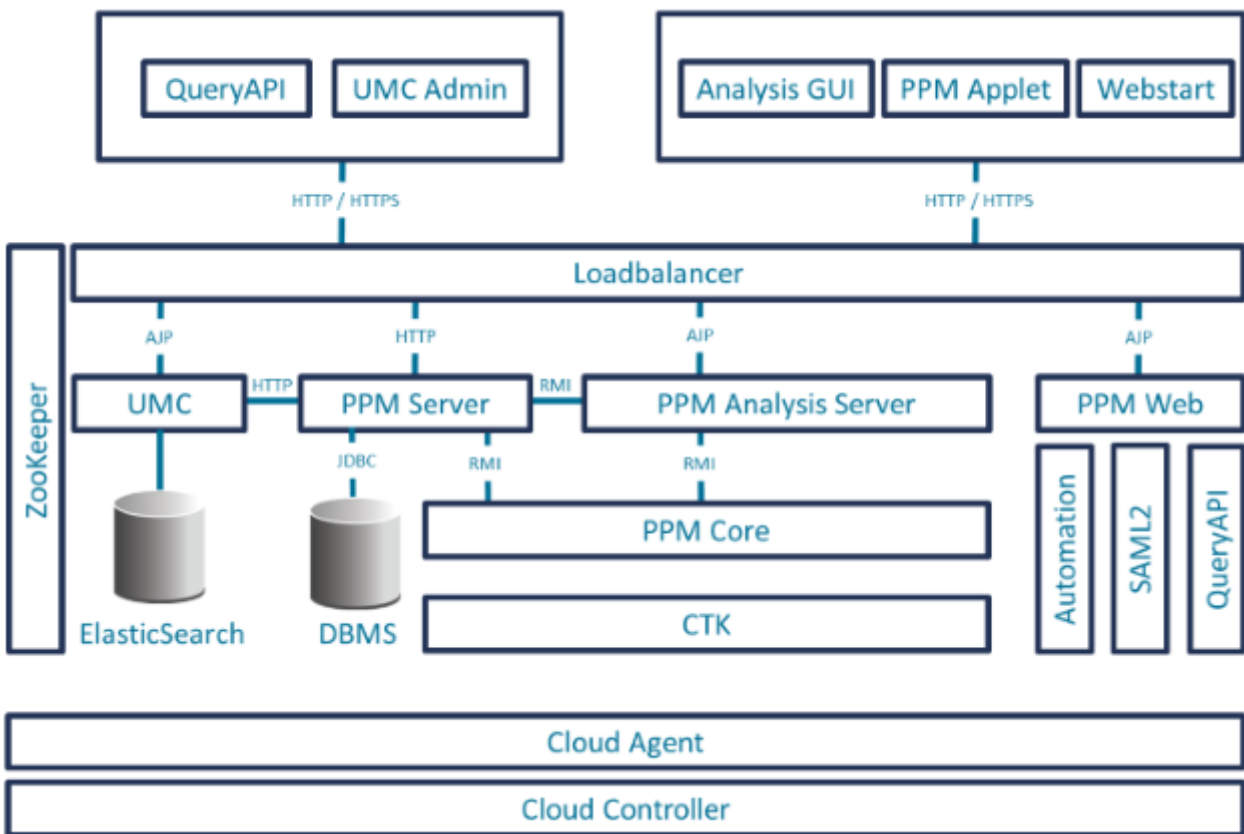 QueryAPI
UMC Admin
Analysis GUI
PPM Applet
Webstart
HTTP / HTTPS
HTTP / HTTPS
ZooKeeper
Loadbalancer
AJP
HTTP
AJP
AJP
UMC
HTTP
PPM Server
RMI
PPM Analysis Server
PPM Web
JDBC
RMI
RMI
ElasticSearch
DBMS
PPM Core
CTK
Automation
SAML2
QueryAPI
Cloud Agent
Cloud Controller